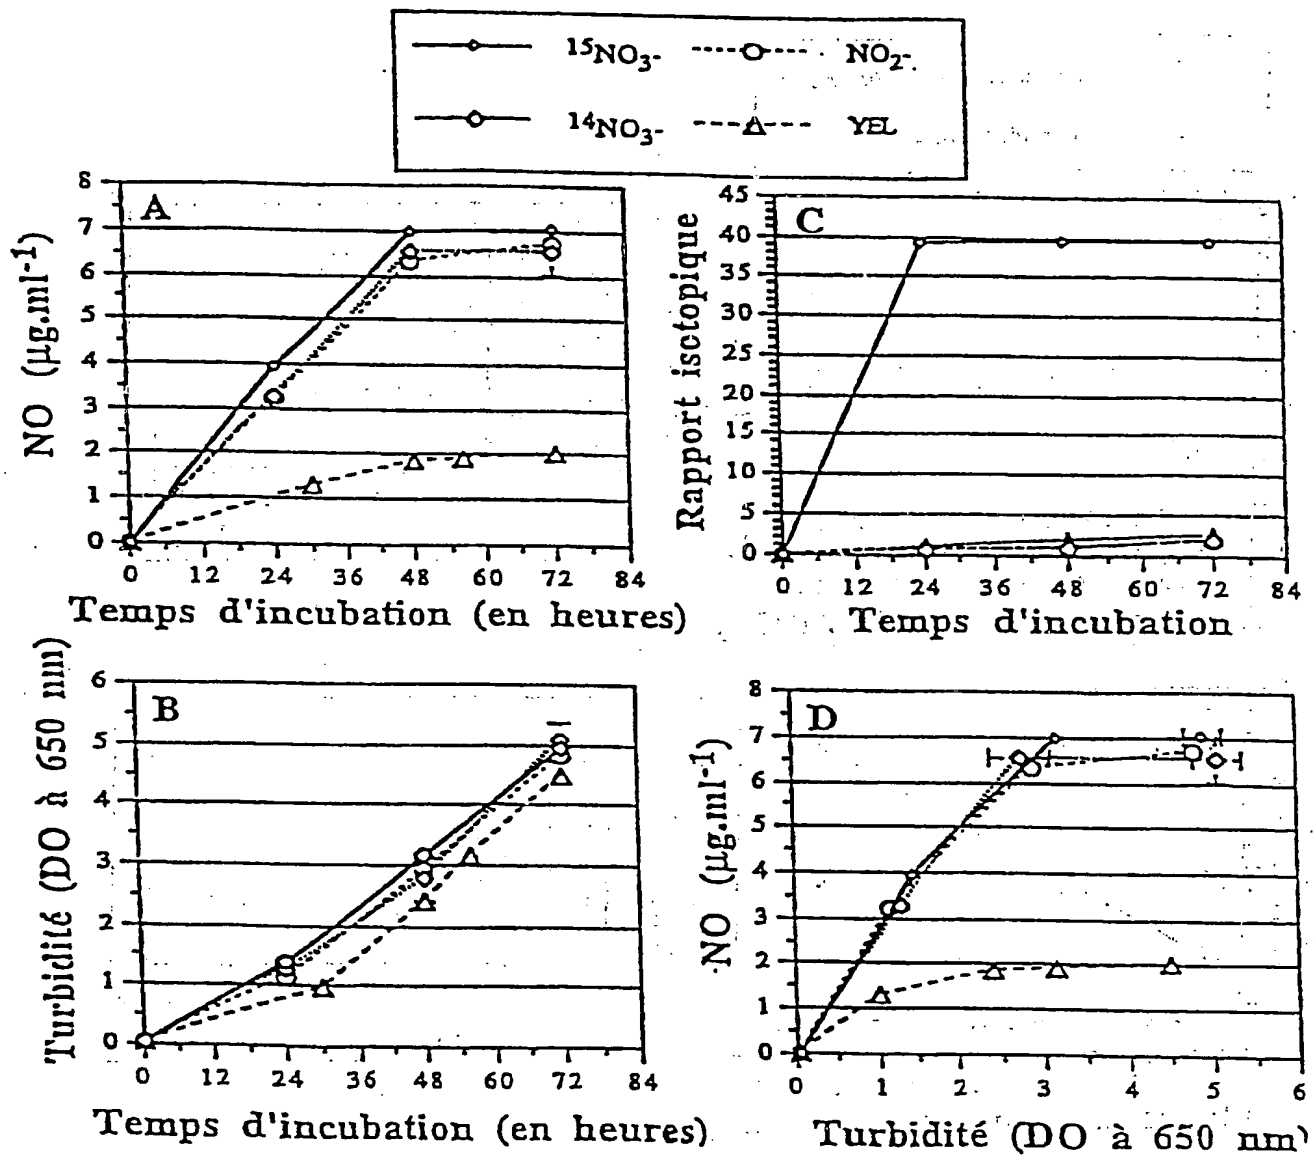 15NO3- NO2-.
14NO3- YEL
A
NO (µg.ml-1)
8
7
6
5
4
3
2
1
0
0 12 24 36 48 60 72 84
Temps d'incubation (en heures)
C
Rapport isotopique
45
40
35
30
25
20
15
10
5
0
0 12 24 36 48 60 72 84
Temps d'incubation
B
Turbidité (DO à 650 nm)
6
5
4
3
2
1
0
0 12 24 36 48 60 72 84
Temps d'incubation (en heures)
D
NO (µg.ml-1)
8
7
6
5
4
3
2
1
0
0 1 2 3 4 5 6
Turbidité (DO à 650 nm)